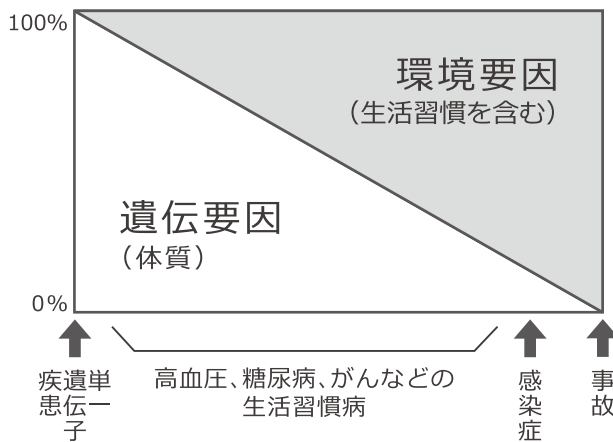 100%
環境要因
（生活習慣を含む）
遺伝要因
（体質）
0%
単一
遺伝子
疾患
高血圧、糖尿病、がんなどの
生活習慣病
感染症
事故